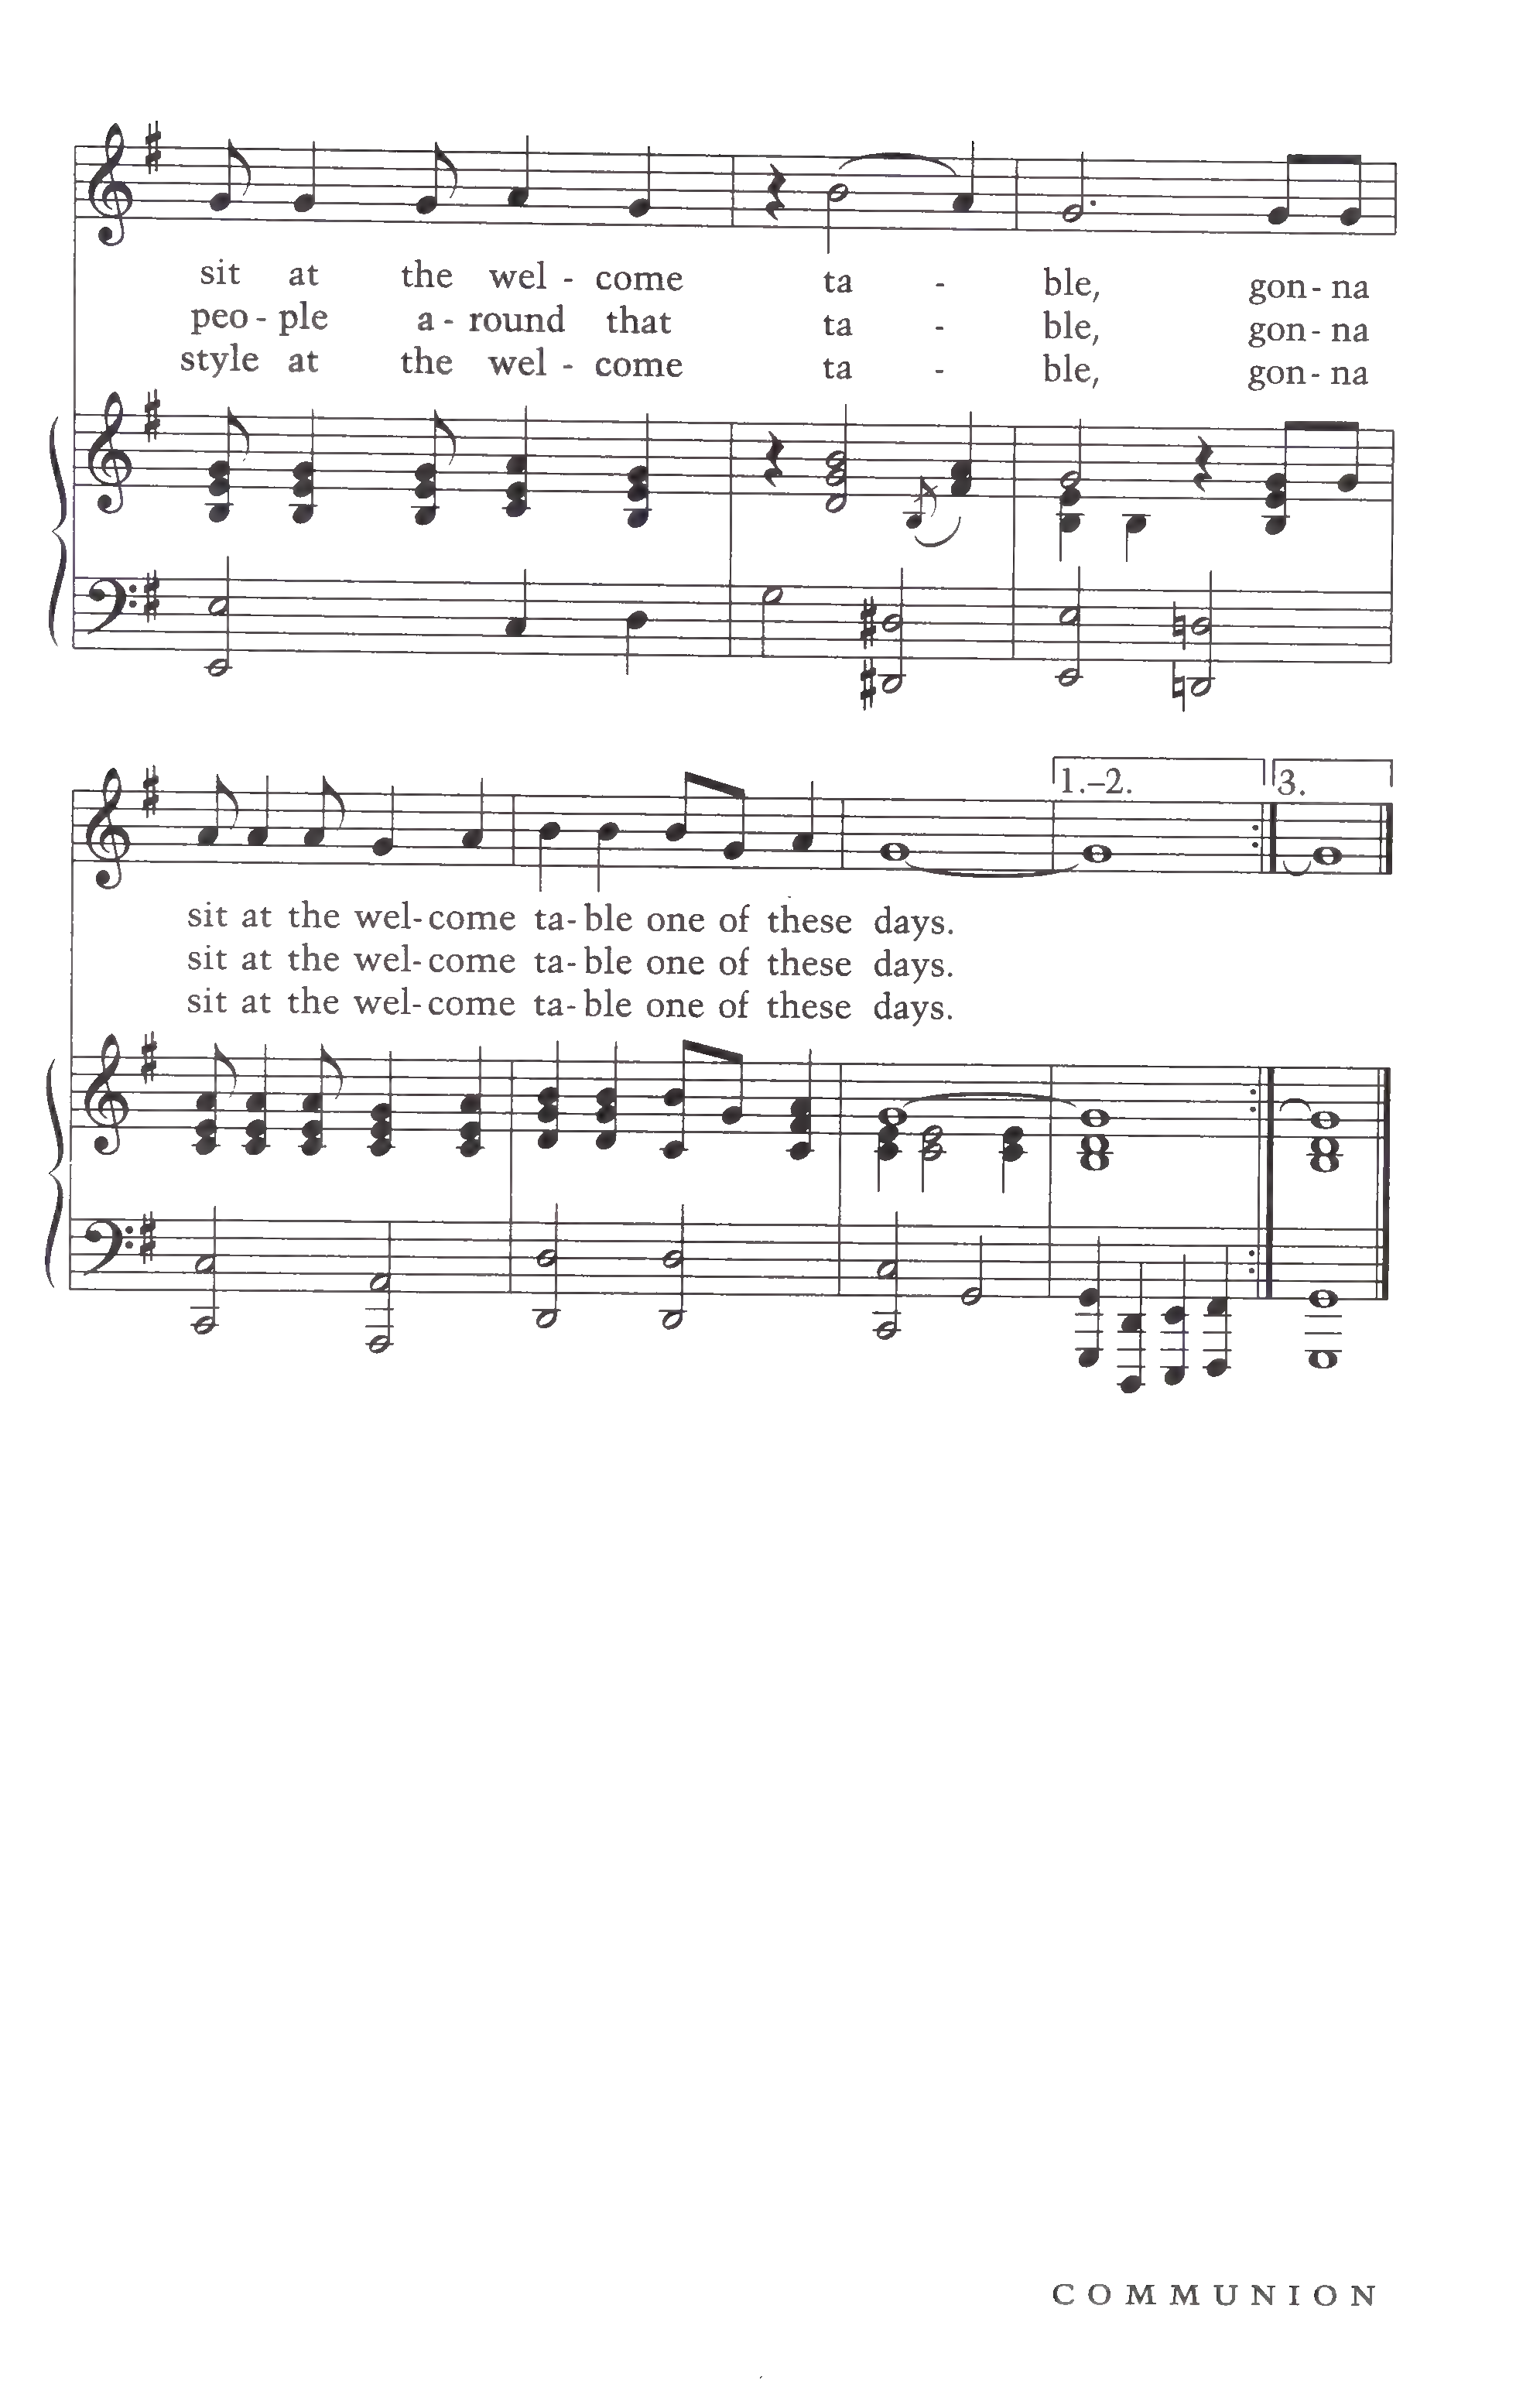 sit at the wel - come ta - ble, gon - na
peo - ple a - round that ta - ble, gon - na
style at the wel - come ta - ble, gon - na
1.–2. 3.
sit at the wel - come ta - ble one of these days.
sit at the wel - come ta - ble one of these days.
sit at the wel - come ta - ble one of these days.
COMMUNION